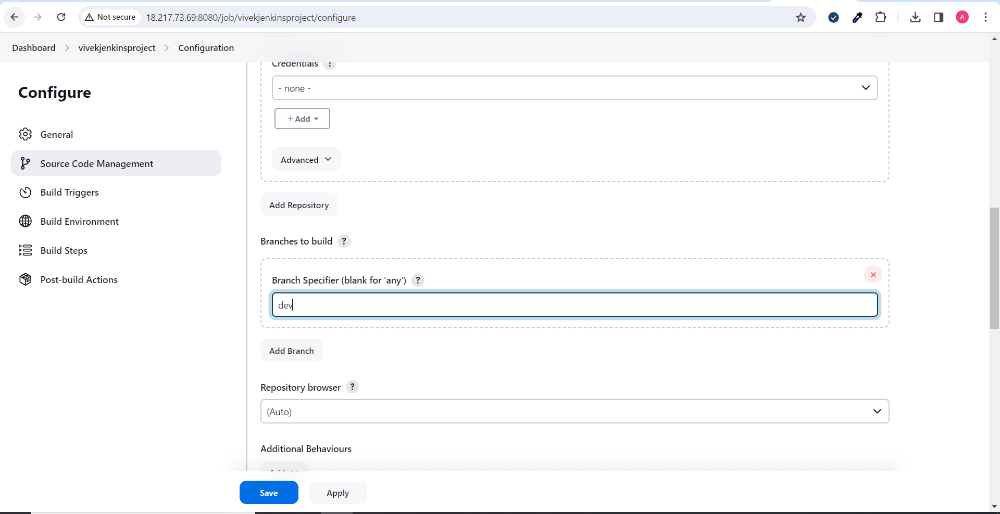 Not secure
18.217.73.69:8080/job/vivekjenkinsproject/configure
A
Dashboard
vivekjenkinsproject
Configuration
Configure
General
Source Code Management
Build Triggers
Build Environment
Build Steps
Post-build Actions
Credentials ?
- none -
+ Add
Advanced
Add Repository
Branches to build ?
Branch Specifier (blank for 'any') ?
dev
Add Branch
Repository browser ?
(Auto)
Additional Behaviours
Save
Apply